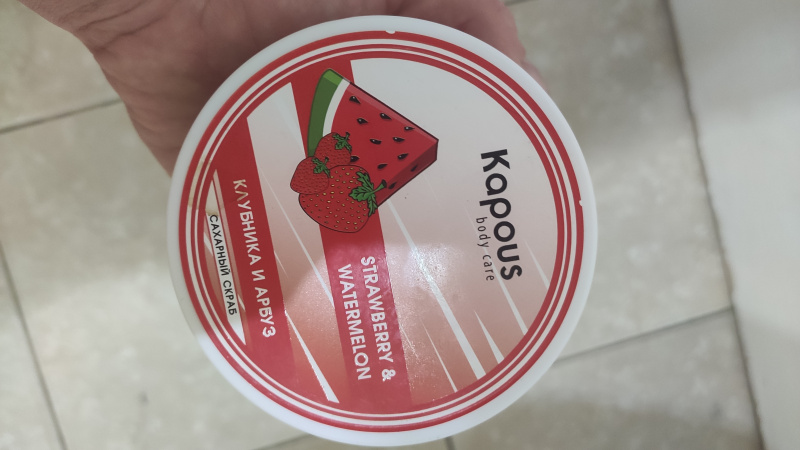 Kapous
body care
STRAWBERRY &
WATERMELON
КЛУБНИКА И АРБУЗ
САХАРНЫЙ СКРАБ